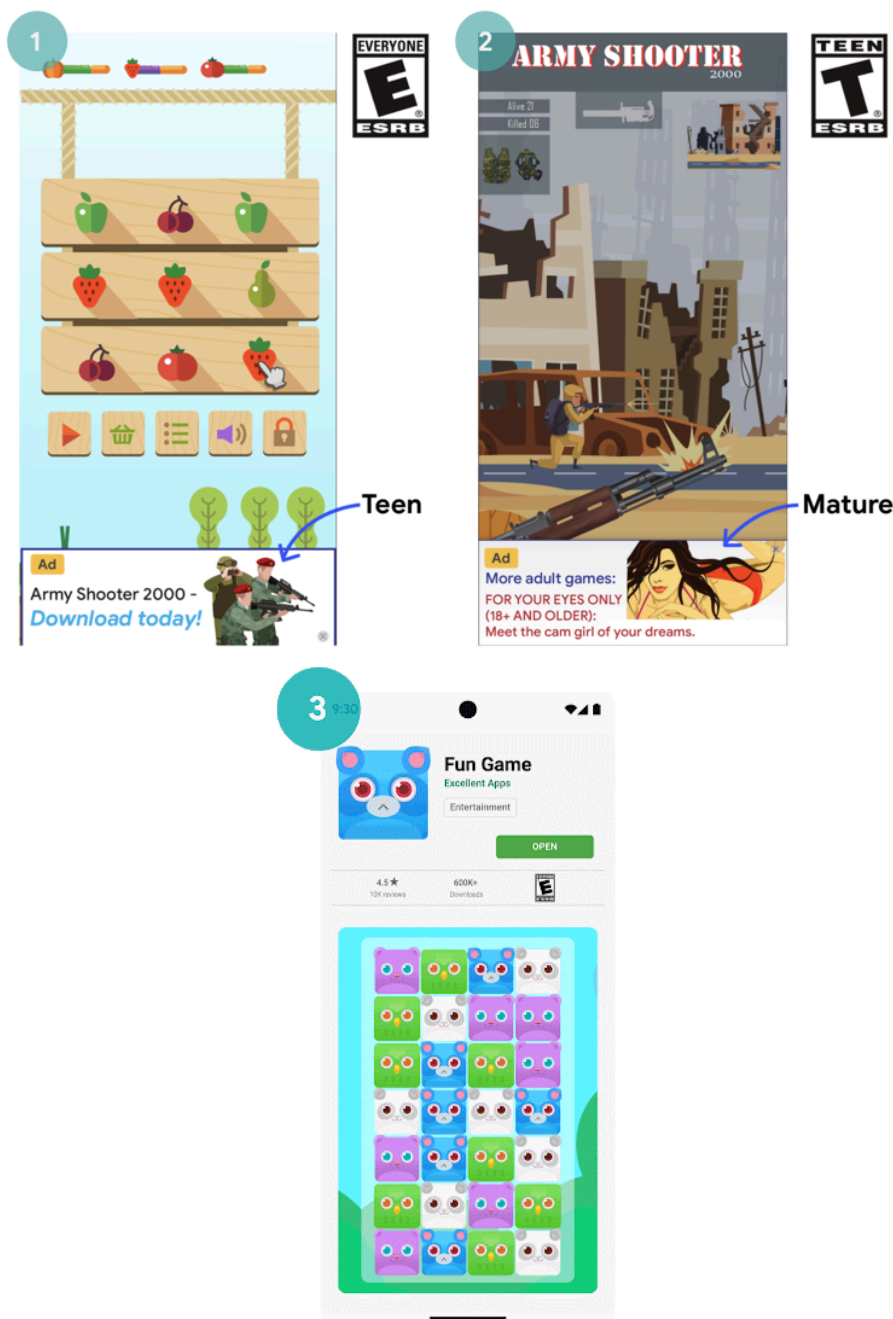 1
EVERYONE
E
ESRB
Teen
Ad
Army Shooter 2000 -
Download today!
2
ARMY SHOOTER
2000
Alive 21
Killed 06
TEEN
T
ESRB
Mature
Ad
More adult games:
FOR YOUR EYES ONLY
(18+ AND OLDER):
Meet the cam girl of your dreams.
3
9:30
Fun Game
Excellent Apps
Entertainment
OPEN
4.5★ 600K+
10K reviews Downloads
EVERYONE
E
ESRB